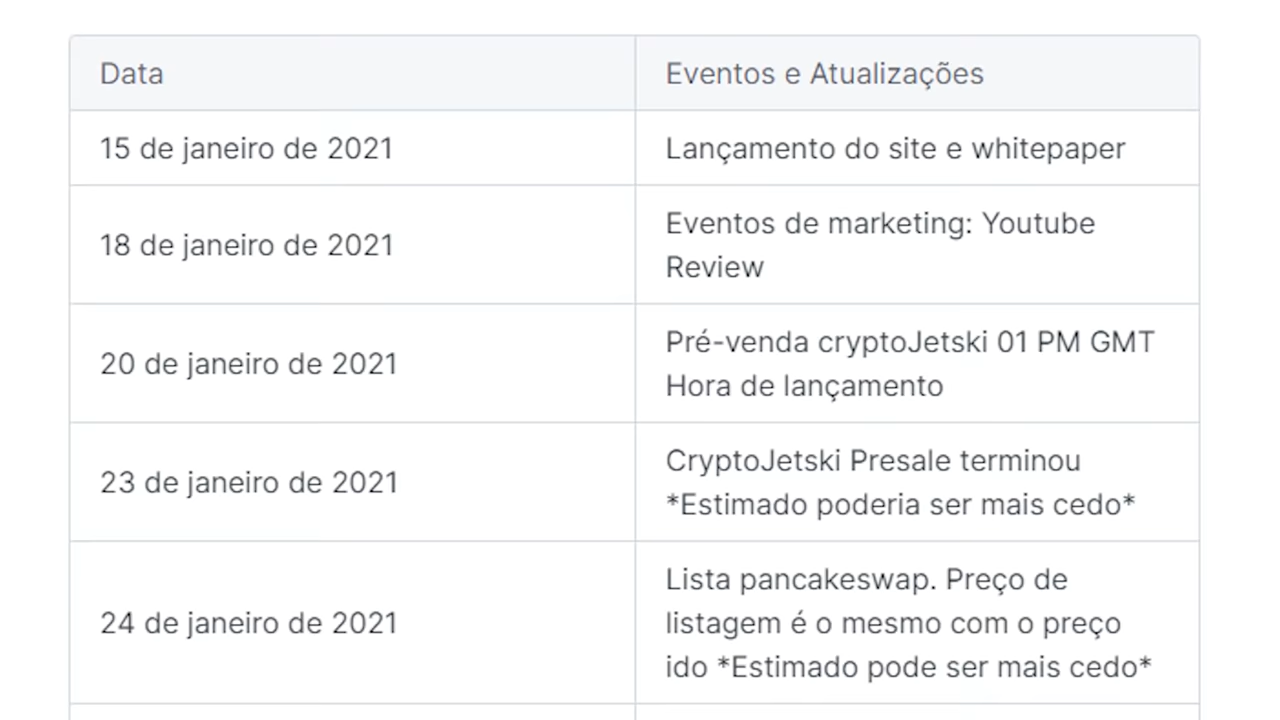 Data
Eventos e Atualizações
15 de janeiro de 2021
Lançamento do site e whitepaper
18 de janeiro de 2021
Eventos de marketing: Youtube
Review
20 de janeiro de 2021
Pré-venda cryptoJetski 01 PM GMT
Hora de lançamento
23 de janeiro de 2021
CryptoJetski Presale terminou
*Estimado poderia ser mais cedo*
24 de janeiro de 2021
Lista pancakeswap. Preço de
listagem é o mesmo com o preço
ido *Estimado pode ser mais cedo*